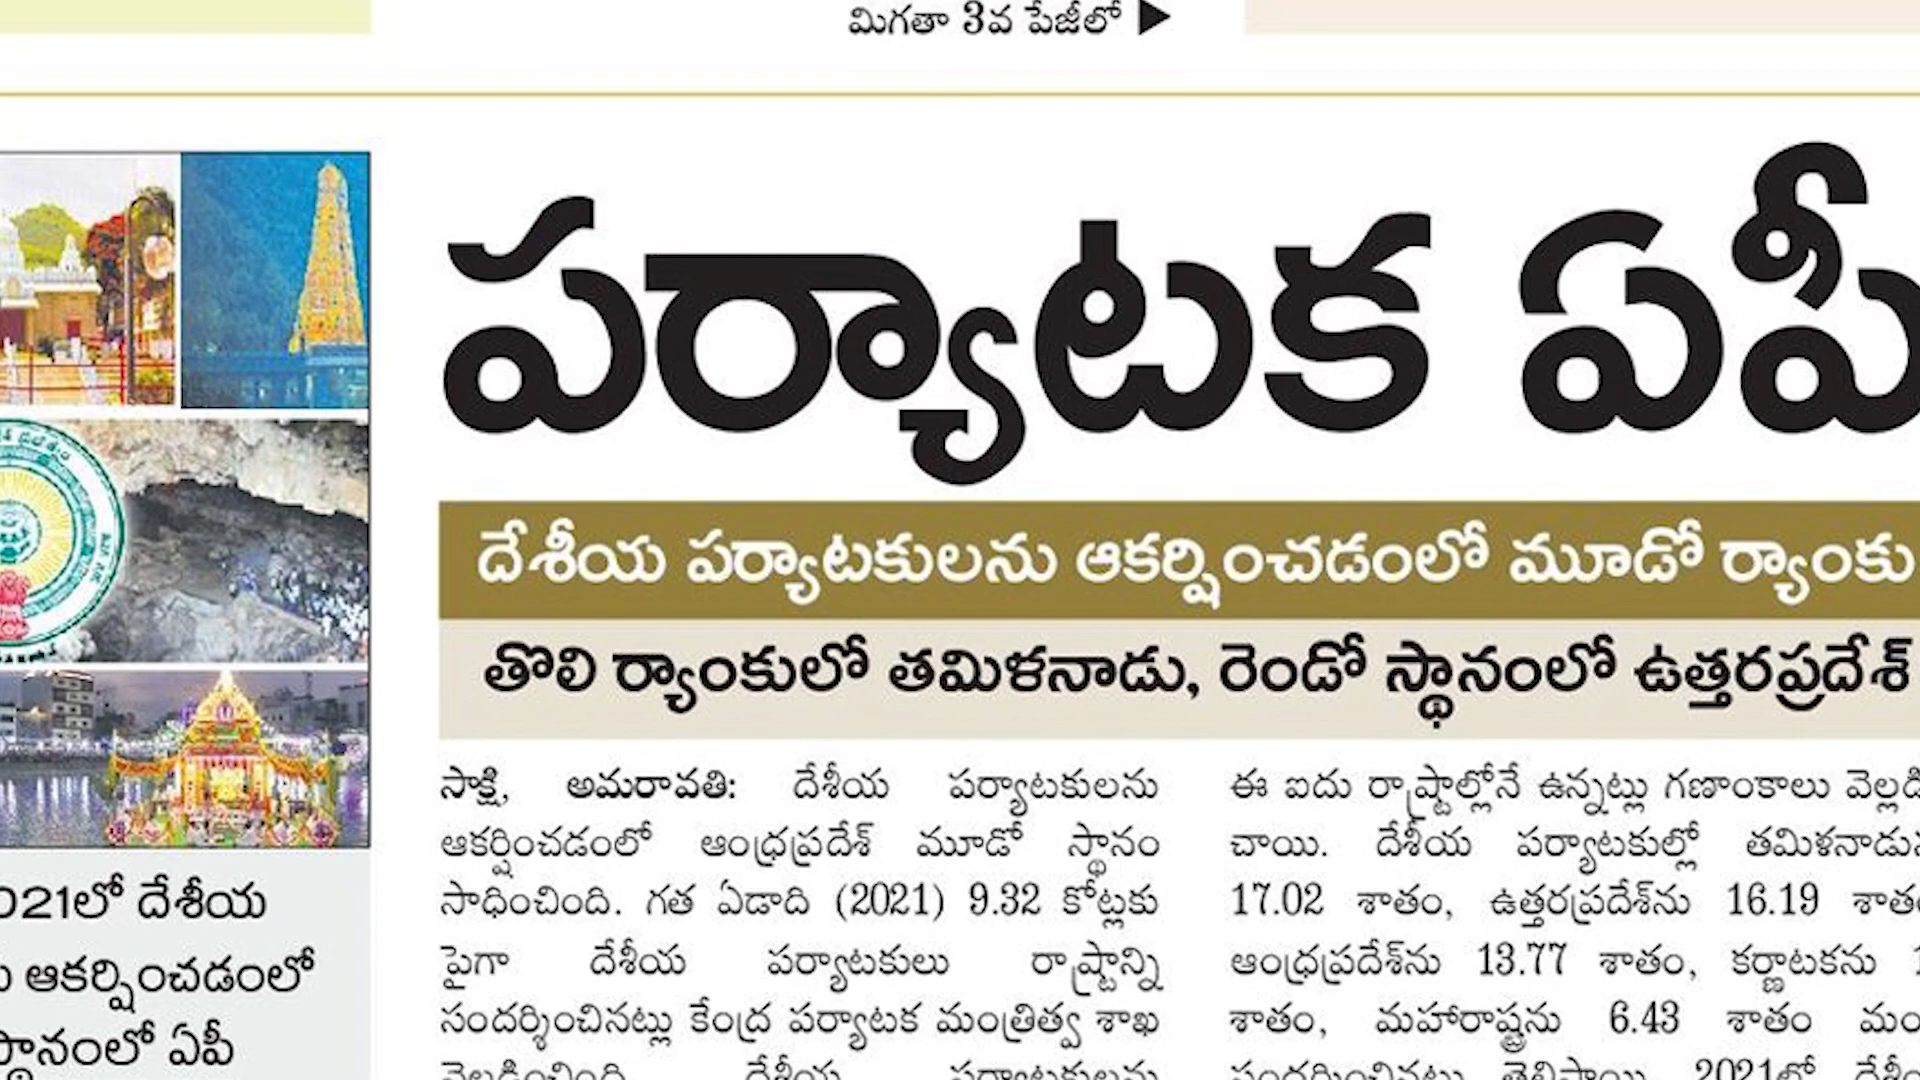 మిగతా 3వ పేజీలో ▶
పర్యాటక ఏపీ
దేశీయ పర్యాటకులను ఆకర్షించడంలో మూడో ర్యాంకు
తొలి ర్యాంకులో తమిళనాడు, రెండో స్థానంలో ఉత్తరప్రదేశ్
సాక్షి, అమరావతి: దేశీయ పర్యాటకులను
ఆకర్షించడంలో ఆంధ్రప్రదేశ్ మూడో స్థానం
సాధించింది. గత ఏడాది (2021) 9.32 కోట్లకు
పైగా దేశీయ పర్యాటకులు రాష్ట్రాన్ని
సందర్శించినట్లు కేంద్ర పర్యాటక మంత్రిత్వ శాఖ
ఈ ఐదు రాష్ట్రాల్లోనే ఉన్నట్లు గణాంకాలు
చాయి. దేశీయ పర్యాటకుల్లో
17.02 శాతం, ఉత్తరప్రదేశ్‌ను 16.19
ఆంధ్రప్రదేశ్‌ను 13.77 శాతం, కర్ణాటకను
శాతం, మహారాష్ట్రను 6.43 శాతం
2021లో దేశీయ
ఆకర్షించడంలో
స్థానంలో ఏపీ